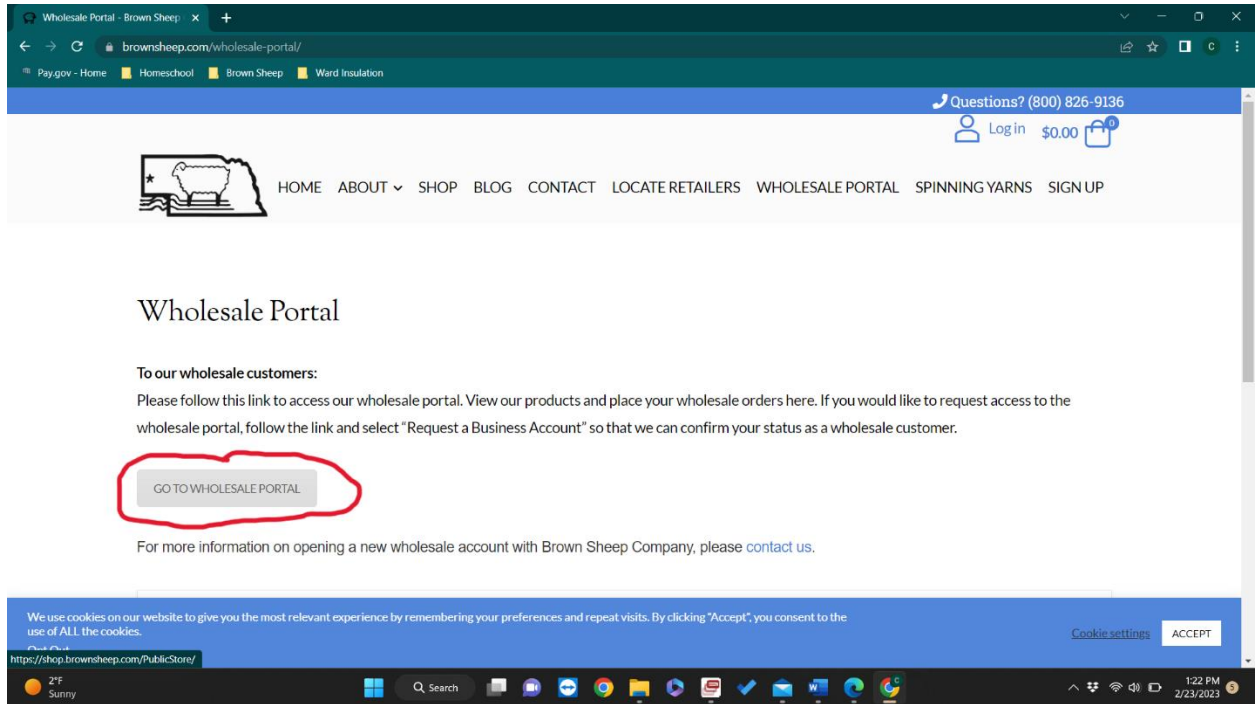 Wholesale Portal - Brown Sheep
brownsheep.com/wholesale-portal/
C
Pay.gov - Home Homeschool Brown Sheep Ward Insulation
Questions? (800) 826-9136
Log in $0.00 0
HOME ABOUT SHOP BLOG CONTACT LOCATE RETAILERS WHOLESALE PORTAL SPINNING YARNS SIGN UP
Wholesale Portal
To our wholesale customers:
Please follow this link to access our wholesale portal. View our products and place your wholesale orders here. If you would like to request access to the
wholesale portal, follow the link and select “Request a Business Account” so that we can confirm your status as a wholesale customer.
GO TO WHOLESALE PORTAL
For more information on opening a new wholesale account with Brown Sheep Company, please contact us.
We use cookies on our website to give you the most relevant experience by remembering your preferences and repeat visits. By clicking “Accept”, you consent to the
use of ALL the cookies.
Cookie settings ACCEPT
Opt Out
https://shop.brownsheep.com/PublicStore/
2°F
Sunny
Search
1:22 PM
2/23/2023
5